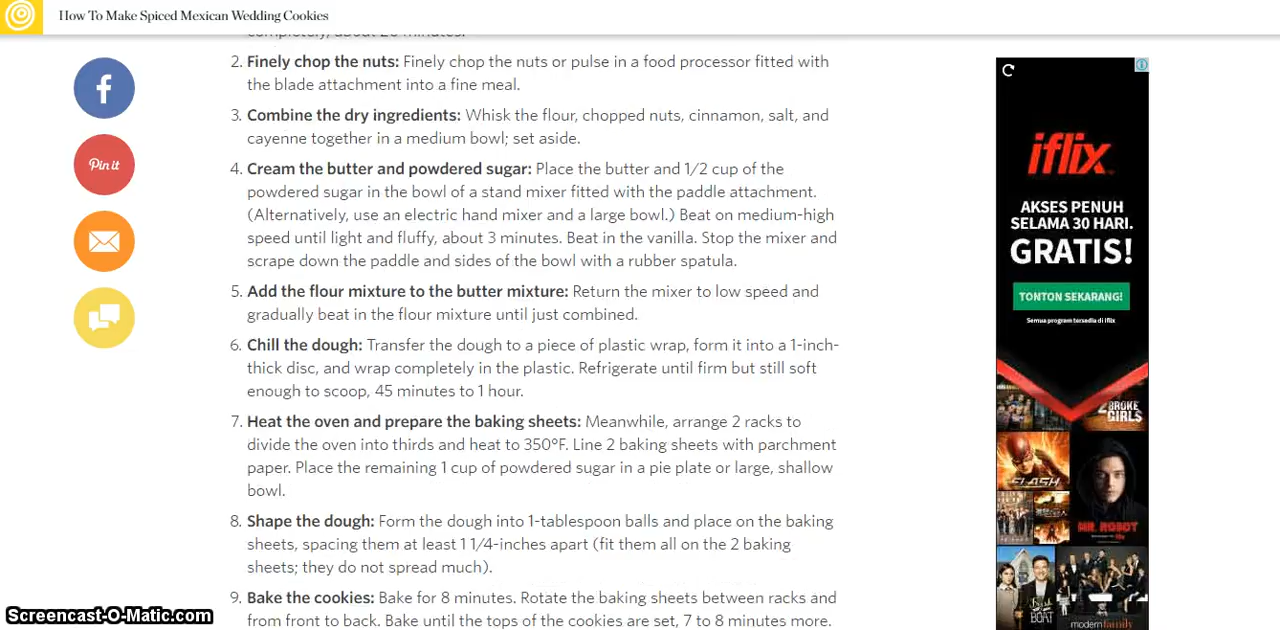 How To Make Spiced Mexican Wedding Cookies
2. Finely chop the nuts: Finely chop the nuts or pulse in a food processor fitted with
the blade attachment into a fine meal.
3. Combine the dry ingredients: Whisk the flour, chopped nuts, cinnamon, salt, and
cayenne together in a medium bowl; set aside.
4. Cream the butter and powdered sugar: Place the butter and 1/2 cup of the
powdered sugar in the bowl of a stand mixer fitted with the paddle attachment.
(Alternatively, use an electric hand mixer and a large bowl.) Beat on medium-high
speed until light and fluffy, about 3 minutes. Beat in the vanilla. Stop the mixer and
scrape down the paddle and sides of the bowl with a rubber spatula.
5. Add the flour mixture to the butter mixture: Return the mixer to low speed and
gradually beat in the flour mixture until just combined.
6. Chill the dough: Transfer the dough to a piece of plastic wrap, form it into a 1-inch-
thick disc, and wrap completely in the plastic. Refrigerate until firm but still soft
enough to scoop, 45 minutes to 1 hour.
7. Heat the oven and prepare the baking sheets: Meanwhile, arrange 2 racks to
divide the oven into thirds and heat to 350°F. Line 2 baking sheets with parchment
paper. Place the remaining 1 cup of powdered sugar in a pie plate or large, shallow
bowl.
8. Shape the dough: Form the dough into 1-tablespoon balls and place on the baking
sheets, spacing them at least 1 1/4-inches apart (fit them all on the 2 baking
sheets; they do not spread much).
9. Bake the cookies: Bake for 8 minutes. Rotate the baking sheets between racks and
from front to back. Bake until the tops of the cookies are set, 7 to 8 minutes more.
Pin it
iflix
AKSES PENUH
SELAMA 30 HARI.
GRATIS!
TONTON SEKARANG!
Semua program tersedia di iflix
2 BROKE
GIRLS
FLASH
MR. ROBOT
BOAT
modern family
Screencast-O-Matic.com